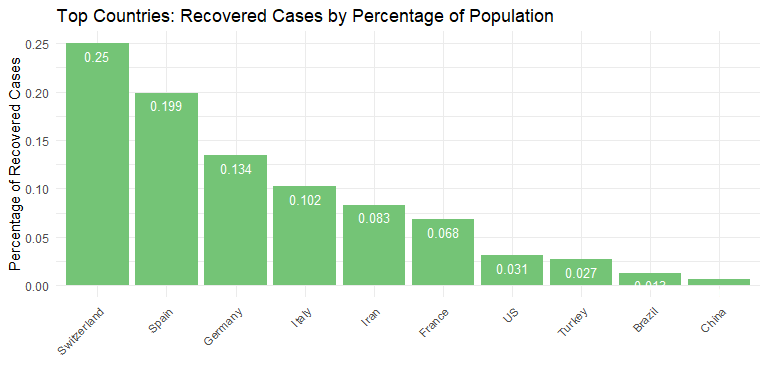 Top Countries: Recovered Cases by Percentage of Population
Percentage of Recovered Cases
0.25
0.20
0.15
0.10
0.05
0.00
0.25
0.199
0.134
0.102
0.083
0.068
0.031
0.027
0.013
Switzerland
Spain
Germany
Italy
Iran
France
US
Turkey
Brazil
China